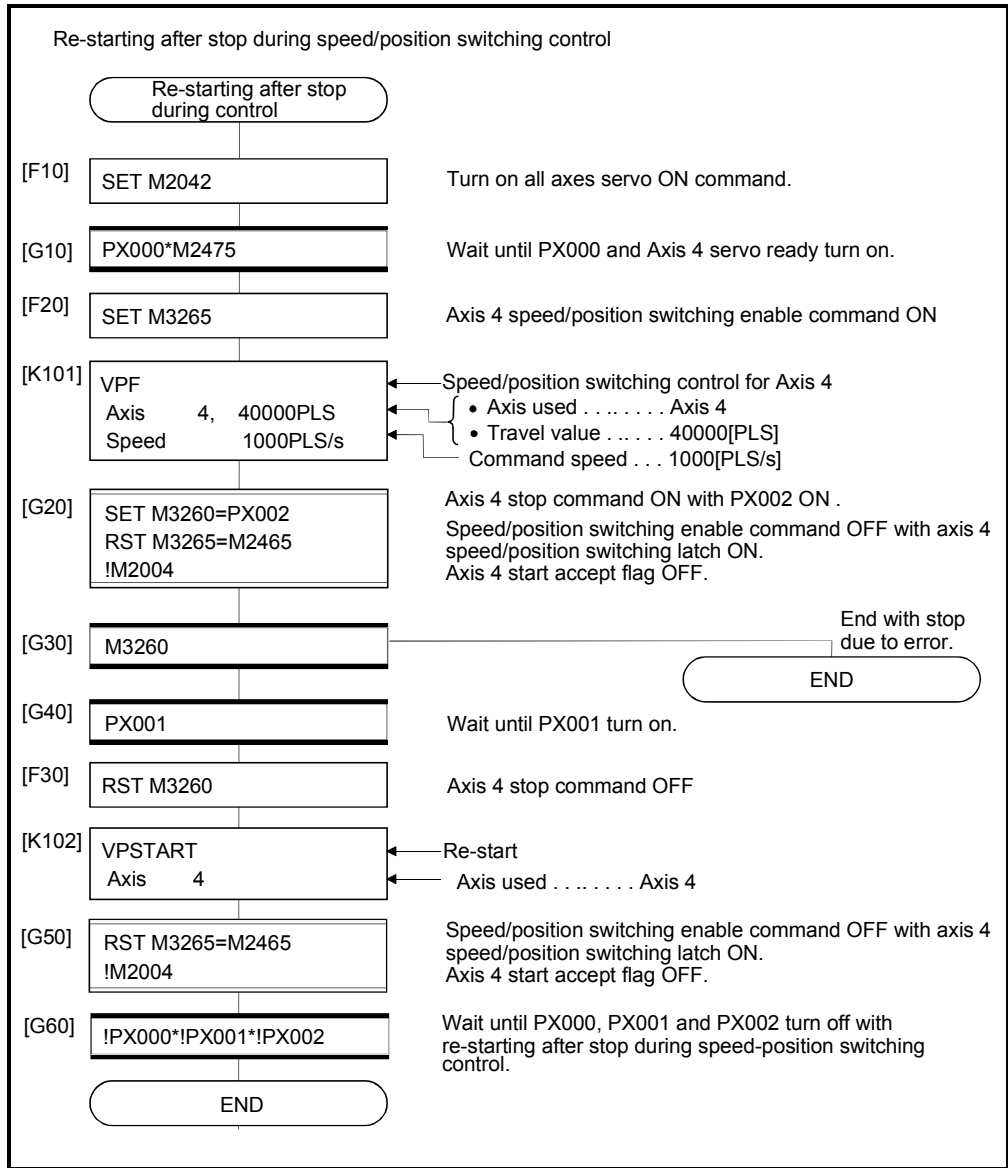 Re-starting after stop during speed/position switching control
Re-starting after stop
during control
[F10]
SET M2042
Turn on all axes servo ON command.
[G10]
PX000*M2475
Wait until PX000 and Axis 4 servo ready turn on.
[F20]
SET M3265
Axis 4 speed/position switching enable command ON
[K101]
VPF
Axis 4, 40000PLS
Speed 1000PLS/s
Speed/position switching control for Axis 4
• Axis used . . .. . . . . Axis 4
• Travel value . .. . . . 40000[PLS]
Command speed . . . 1000[PLS/s]
[G20]
SET M3260=PX002
RST M3265=M2465
!M2004
Axis 4 stop command ON with PX002 ON .
Speed/position switching enable command OFF with axis 4
speed/position switching latch ON.
Axis 4 start accept flag OFF.
[G30]
M3260
End with stop
due to error.
END
[G40]
PX001
Wait until PX001 turn on.
[F30]
RST M3260
Axis 4 stop command OFF
[K102]
VPSTART
Axis 4
Re-start
Axis used . . .. . . . . Axis 4
[G50]
RST M3265=M2465
!M2004
Speed/position switching enable command OFF with axis 4
speed/position switching latch ON.
Axis 4 start accept flag OFF.
[G60]
!PX000*!PX001*!PX002
Wait until PX000, PX001 and PX002 turn off with
re-starting after stop during speed-position switching
control.
END